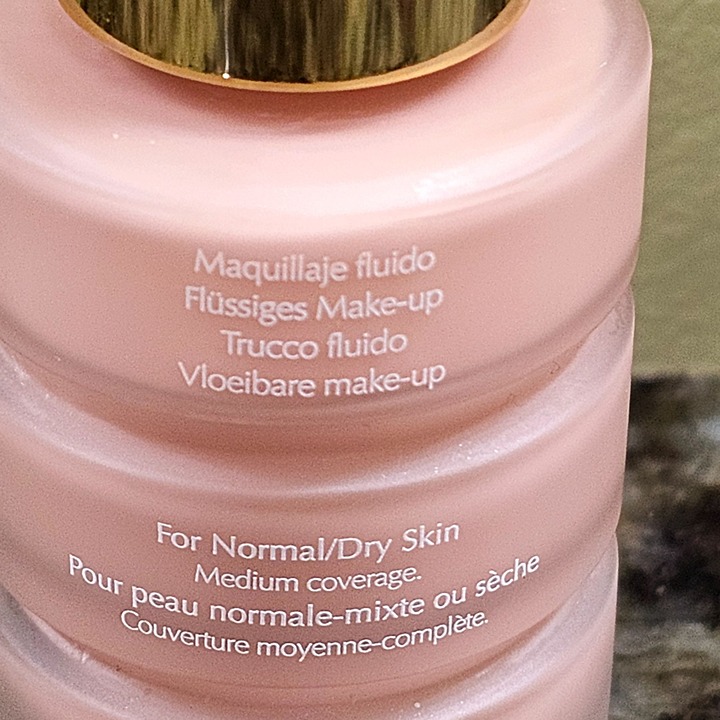 Maquillaje fluido
Flüssiges Make-up
Trucco fluido
Vloeibare make-up
For Normal/Dry Skin
Medium coverage.
Pour peau normale-mixte ou sèche
Couverture moyenne-complète.